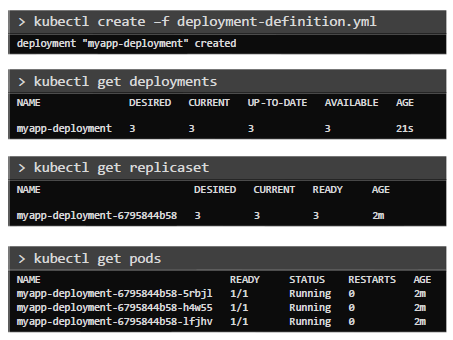 > kubectl create –f deployment-definition.yml
deployment "myapp-deployment" created
> kubectl get deployments
NAME DESIRED CURRENT UP-TO-DATE AVAILABLE AGE
myapp-deployment 3 3 3 3 21s
> kubectl get replicaset
NAME DESIRED CURRENT READY AGE
myapp-deployment-6795844b58 3 3 3 2m
> kubectl get pods
NAME READY STATUS RESTARTS AGE
myapp-deployment-6795844b58-5rbjl 1/1 Running 0 2m
myapp-deployment-6795844b58-h4w55 1/1 Running 0 2m
myapp-deployment-6795844b58-lfjhv 1/1 Running 0 2m